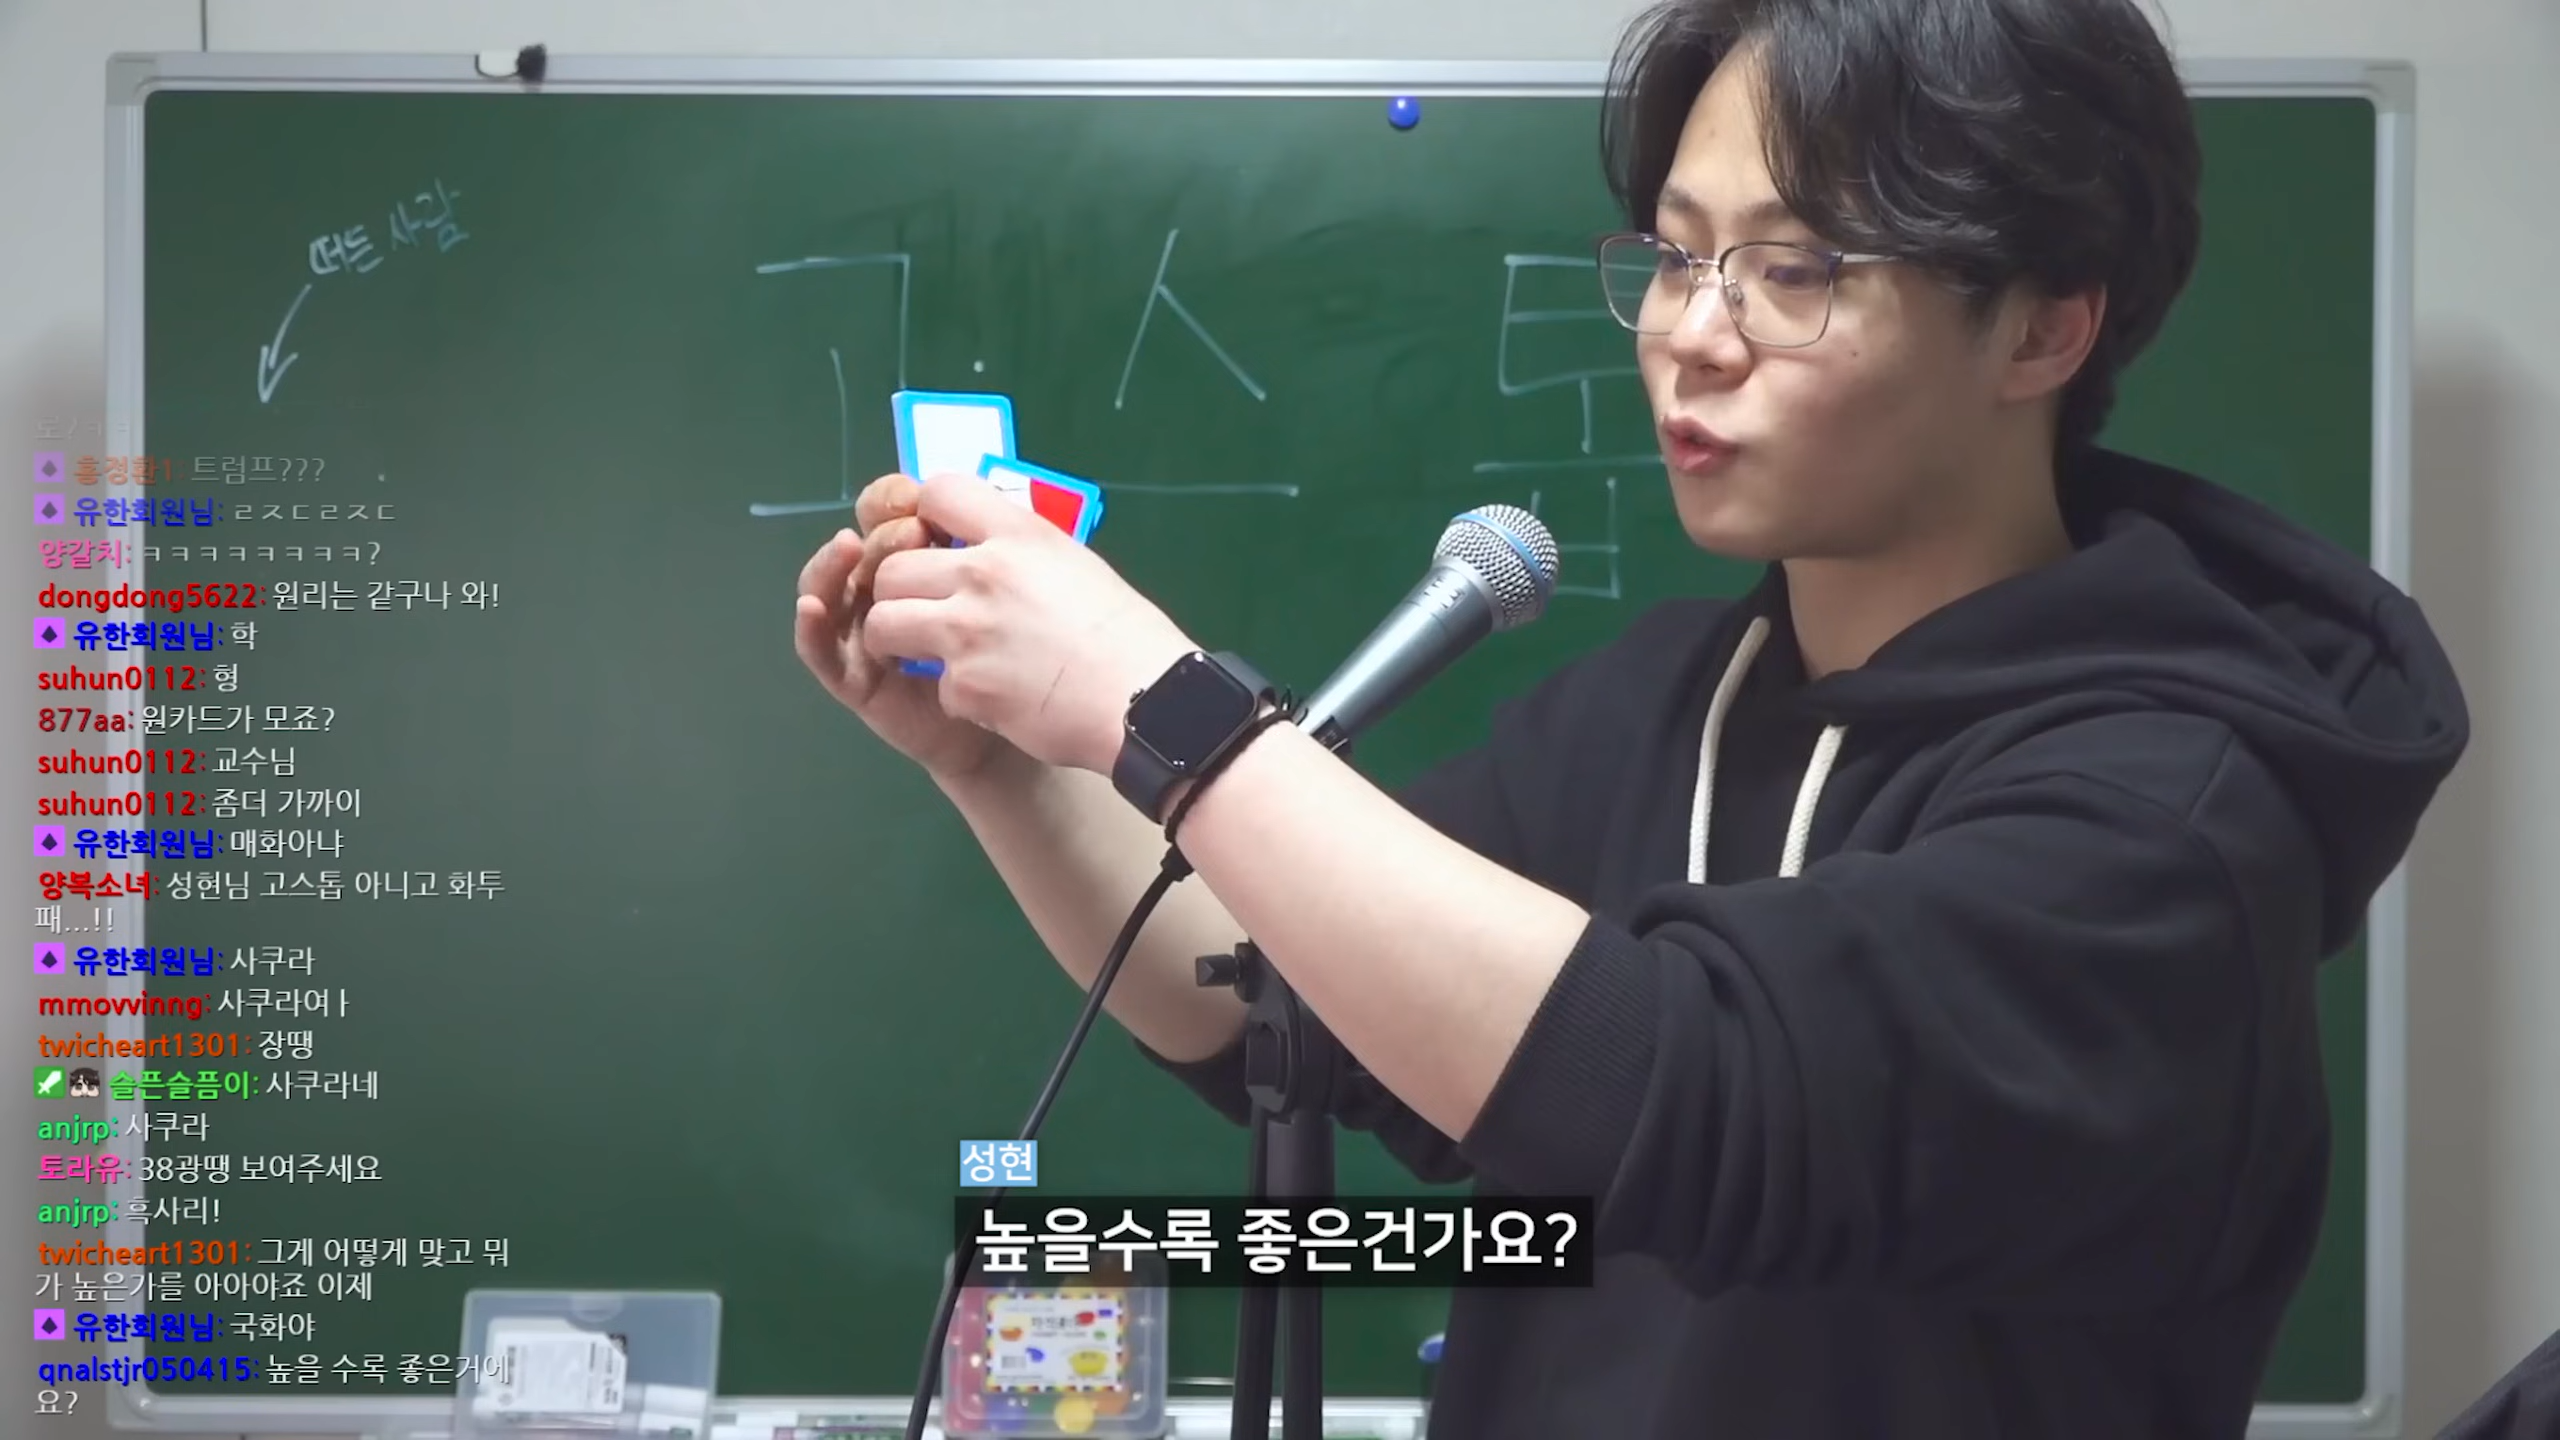 떠든 사람
고.스톱
홍정환1: 트럼프???
유한회원님: ㄹㅈㄷㄹㅈㄷ
양갈치: ㅋㅋㅋㅋㅋㅋㅋㅋ?
dongdong5622: 원리는 같구나 와!
유한회원님: 학
suhun0112: 형
877aa: 원카드가 모죠?
suhun0112: 교수님
suhun0112: 좀더 가까이
유한회원님: 매화아냐
양복소녀: 성현님 고스톱 아니고 화투
패...!!
유한회원님: 사쿠라
mmovvinng: 사쿠라여ㅏ
twicheart1301: 장땡
슬픈슬픔이: 사쿠라네
anjrp: 사쿠라
토라유: 38광땡 보여주세요
anjrp: 흑사리!
twicheart1301: 그게 어떻게 맞고 뭐
가 높은가를 아아야죠 이제
유한회원님: 국화야
qnalstjr050415: 높을 수록 좋은거에
요?
성현
높을수록 좋은건가요?